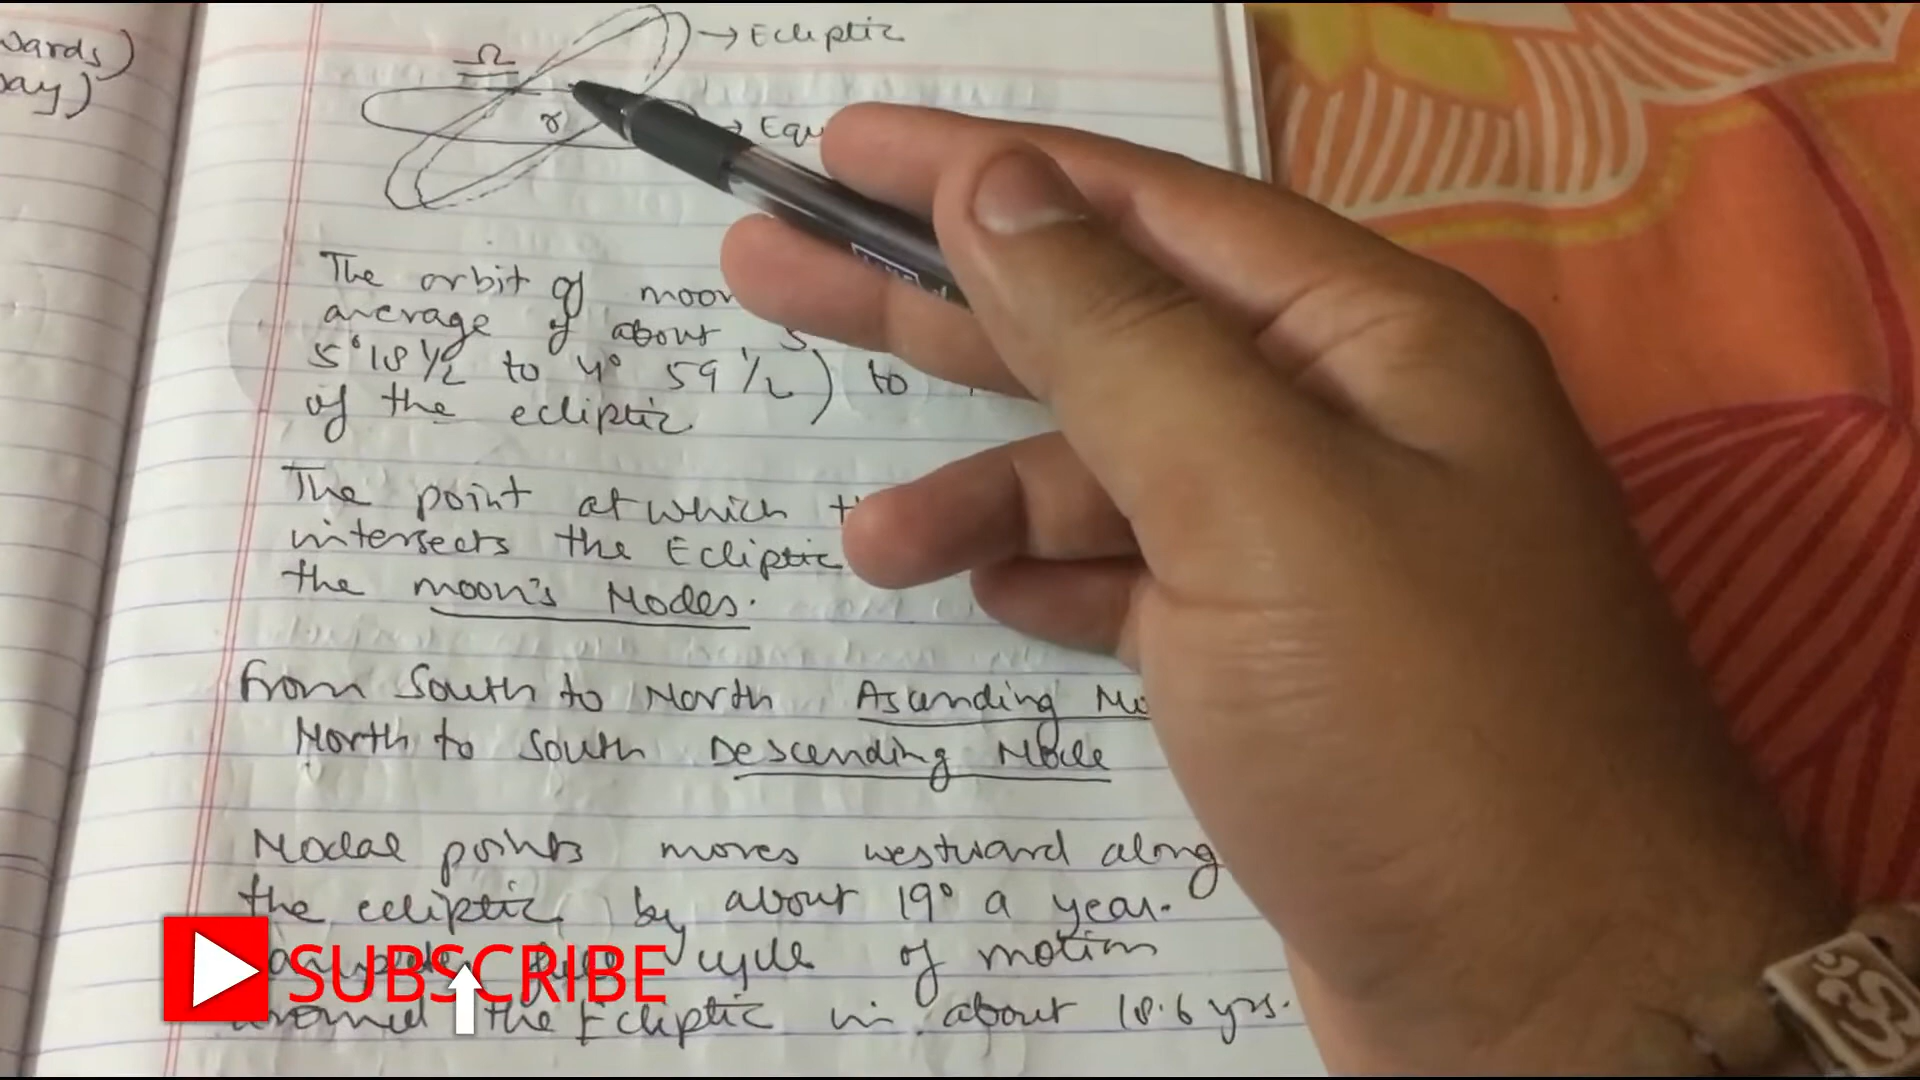 wards)
→ Ecliptic
Ω
ay)
♈
→ Equ
The orbit of moon
average of about 5
5°18 1/2 to 4° 59 1/2) to
of the ecliptic
The point at which
intersects the Ecliptic
the moon's Nodes.
From South to North Ascending No
North to South Descending Node
Nodal points moves westward along
the ecliptic by about 19° a year.
cycle of motion
SUBSCRIBE
around the Ecliptic in about 18.6 yrs.